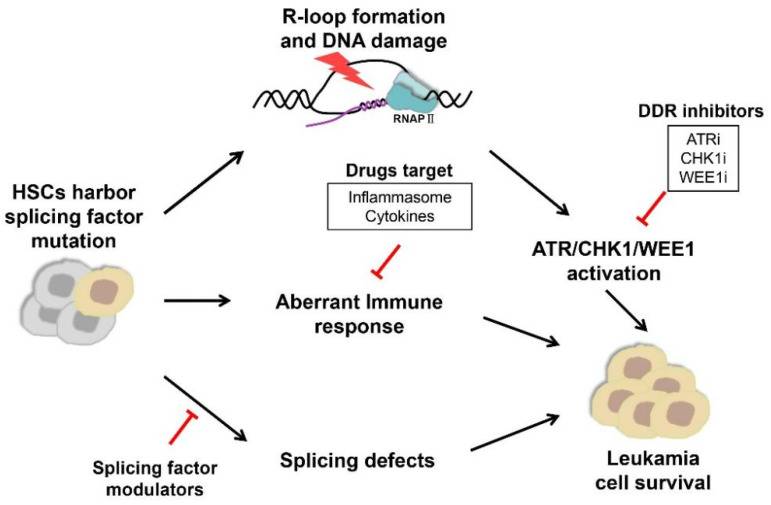 R-loop formation
and DNA damage
RNAP II
DDR inhibitors
ATRi
CHK1i
WEE1i
Drugs target
Inflammasome
Cytokines
HSCs harbor
splicing factor
mutation
ATR/CHK1/WEE1
activation
Aberrant Immune
response
Splicing factor
modulators
Splicing defects
Leukamia
cell survival